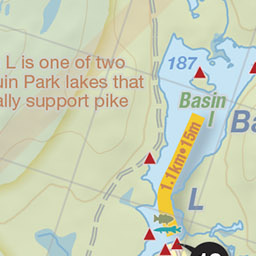 L is one of two
uin Park lakes that
ally support pike
187
Basin
l
Ba
1.1km•15m
L